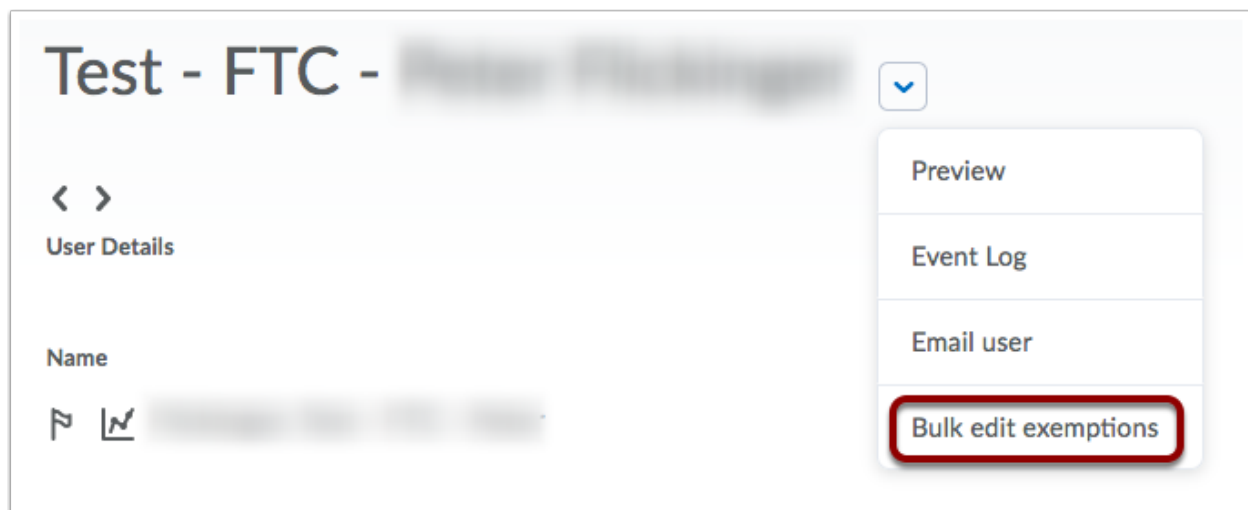 Test - FTC -
Preview
User Details
Event Log
Email user
Name
Bulk edit exemptions